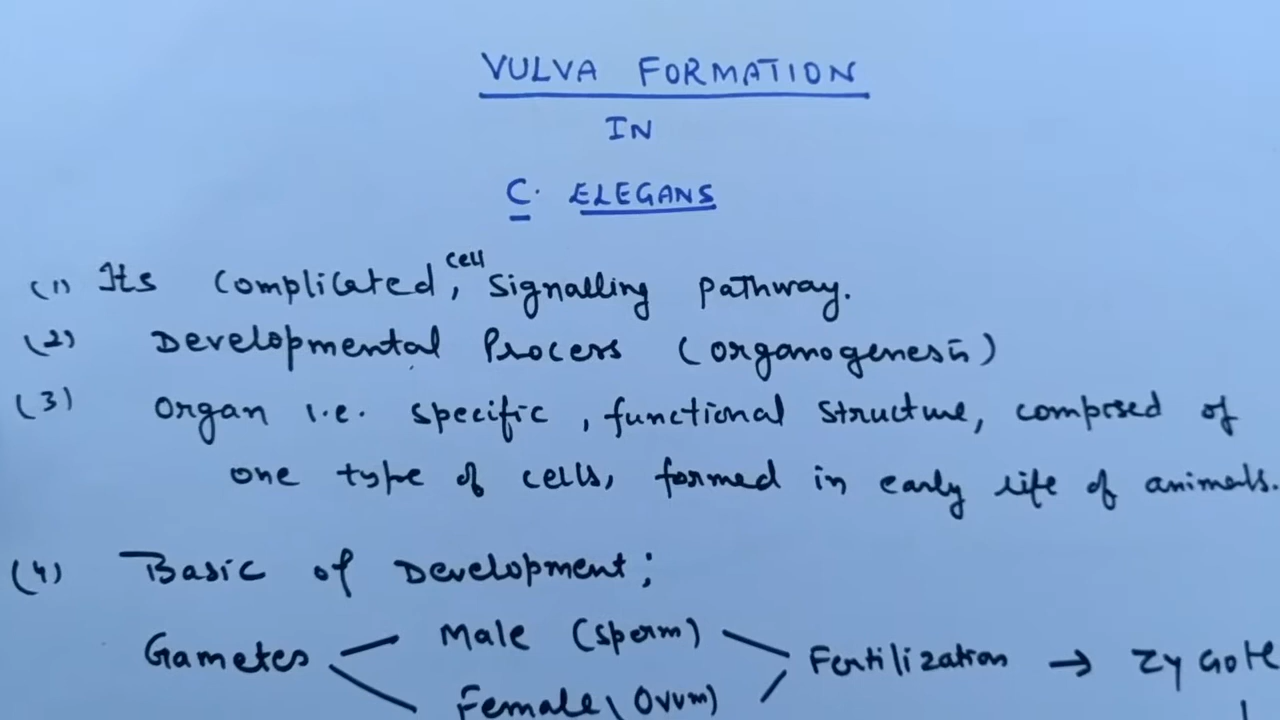 VULVA FORMATION
IN
C. ELEGANS
(1) Its complicated, cell signalling pathway.
(2) Developmental Process (organogenesis)
(3) Organ i.e. specific, functional structure, composed of
one type of cells, formed in early life of animals.
(4) Basic of Development;
Gametes Male (sperm) Fertilization → Zygote
Female (Ovum)